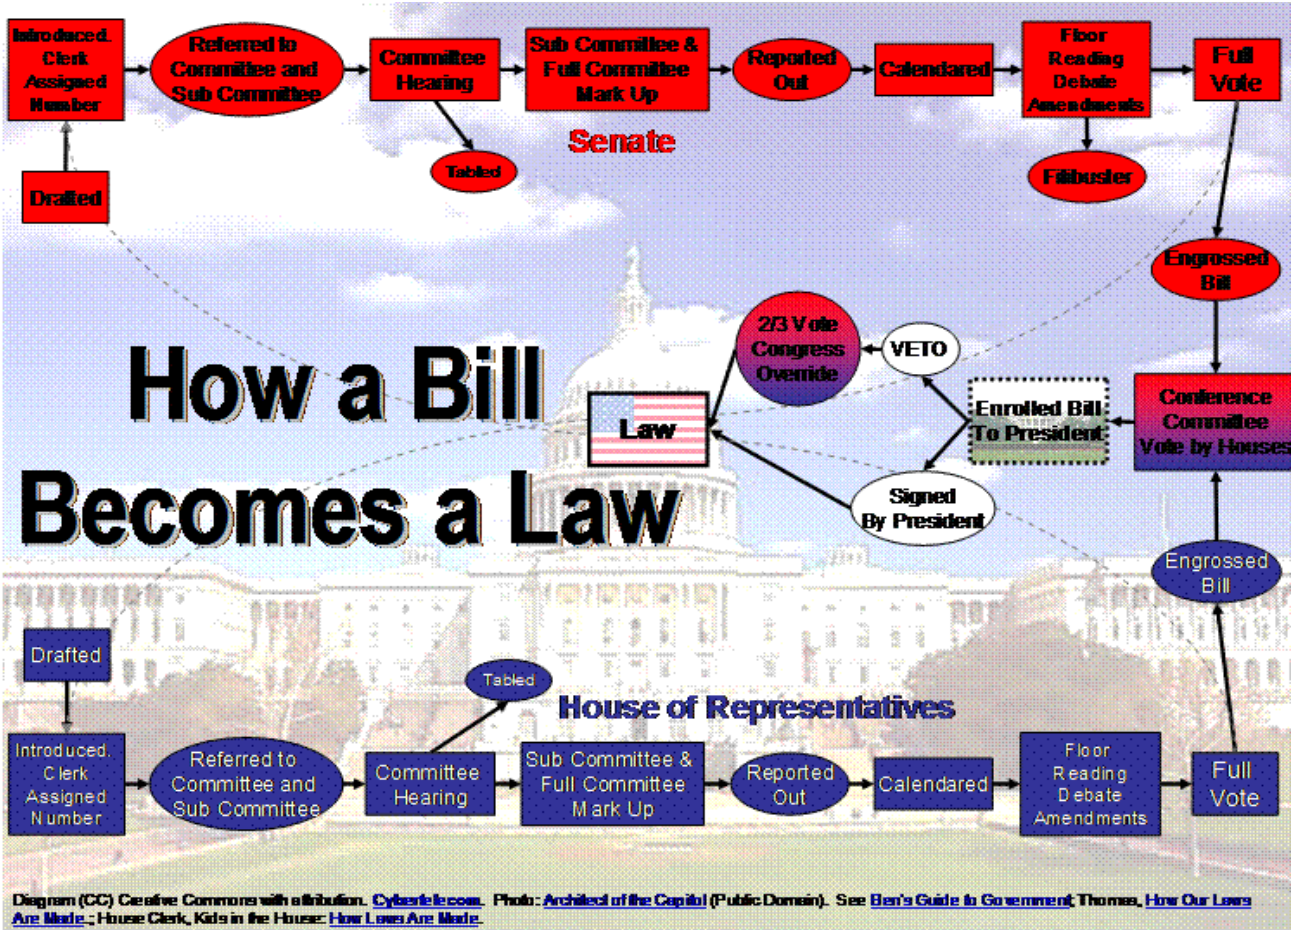 Introduced.
Clerk
Assigned
Number
Referred to
Committee and
Sub Committee
Committee
Hearing
Sub Committee &
Full Committee
Mark Up
Reported
Out
Calendared
Floor
Reading
Debate
Amendments
Full
Vote
Senate
Tabled
Filibuster
Drafted
Engrossed
Bill
2/3 Vote
Congress
Override
VETO
How a Bill
Law
Enrolled Bill
To President
Conference
Committee
Vote by Houses
Becomes a Law
Signed
By President
Engrossed
Bill
Drafted
Tabled
House of Representatives
Introduced.
Clerk
Assigned
Number
Referred to
Committee and
Sub Committee
Committee
Hearing
Sub Committee &
Full Committee
Mark Up
Reported
Out
Calendared
Floor
Reading
Debate
Amendments
Full
Vote
Diagram (CC) Creative Commons with attribution. Cybertelecom. Photo: Architect of the Capitol (Public Domain). See Ben's Guide to Government; Thomas, How Our Laws
Are Made.; House Clerk, Kids in the House: How Laws Are Made.